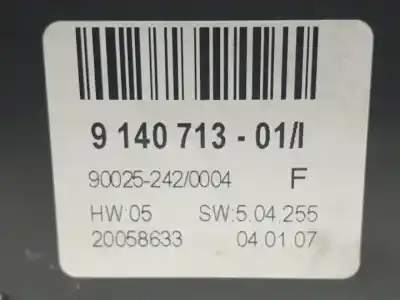 9 140 713 - 01/I
90025-242/0004 F
HW:05 SW:5.04 255
20058633 04.01.07